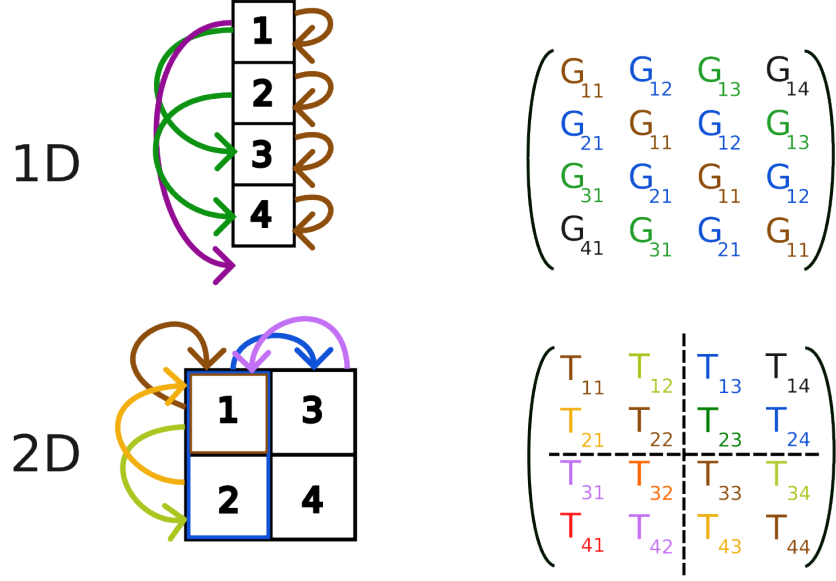 1D
1
2
3
4
G11 G12 G13 G14
G21 G11 G12 G13
G31 G21 G11 G12
G41 G31 G21 G11
2D
1 3
2 4
T11 T12 T13 T14
T21 T22 T23 T24
T31 T32 T33 T34
T41 T42 T43 T44